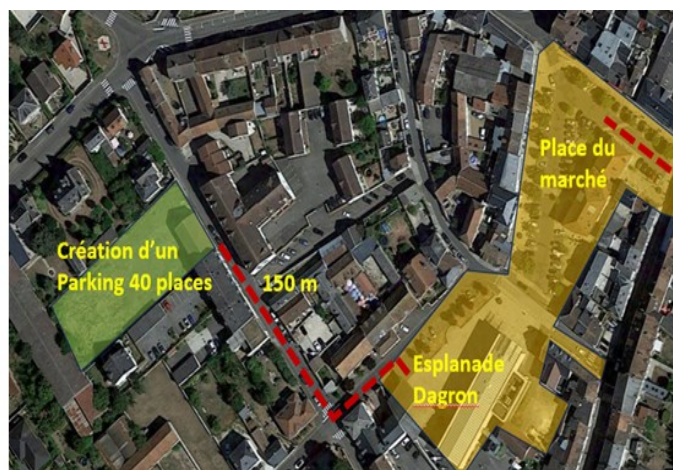 Place du
marché
Création d'un
Parking 40 places
150 m
Esplanade
Dagron